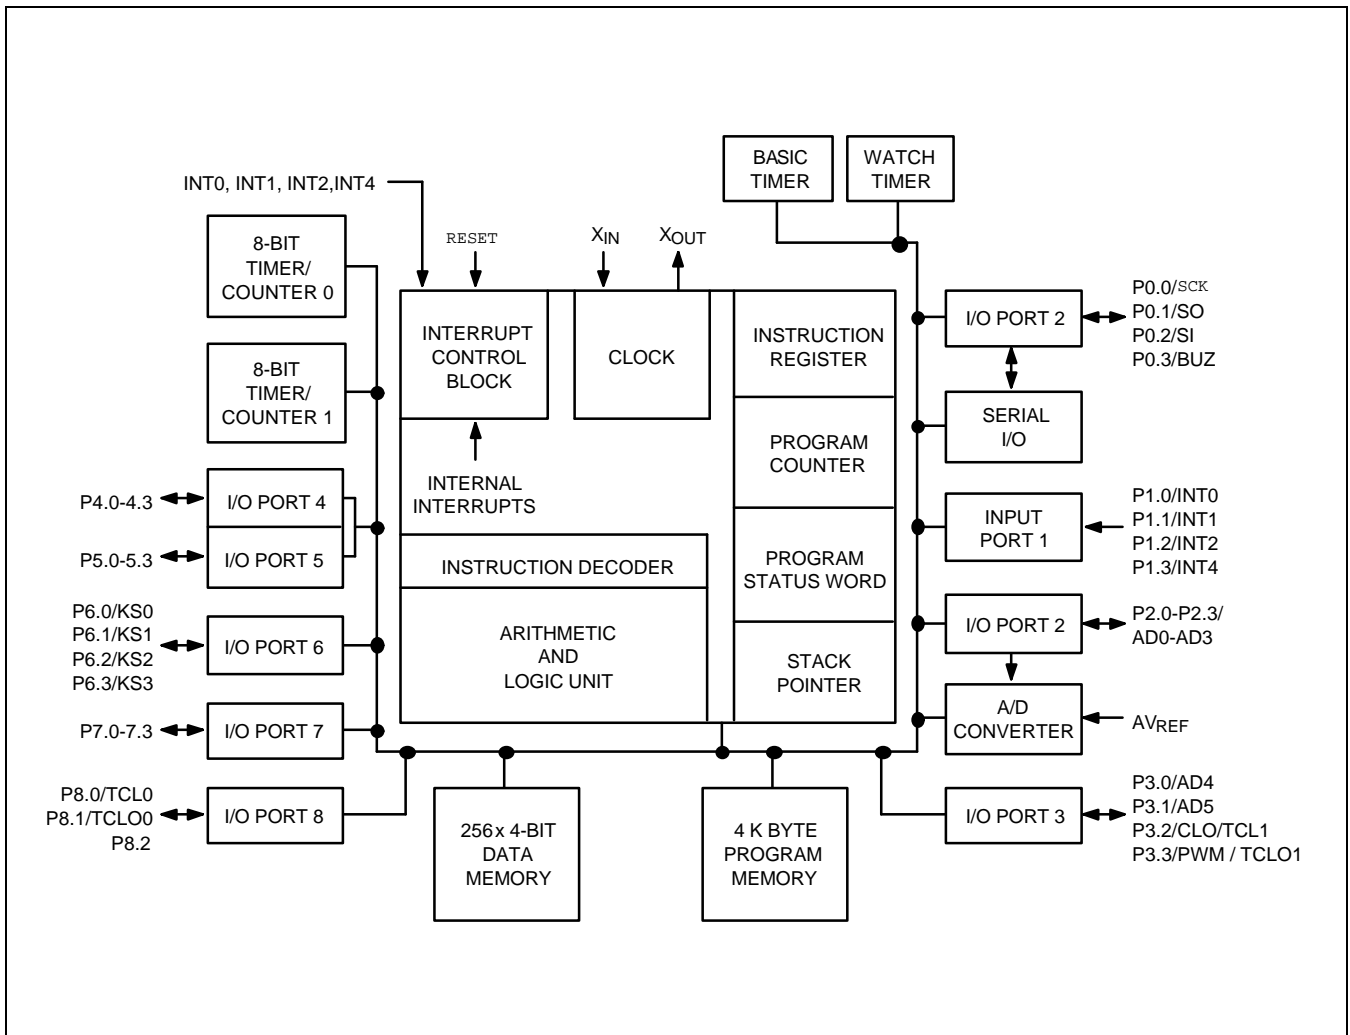 BASIC
TIMER
WATCH
TIMER
INT0, INT1, INT2,INT4
8-BIT
TIMER/
COUNTER 0
RESET
XIN
XOUT
INTERRUPT
CONTROL
BLOCK
CLOCK
INSTRUCTION
REGISTER
I/O PORT 2
P0.0/SCK
P0.1/SO
P0.2/SI
P0.3/BUZ
8-BIT
TIMER/
COUNTER 1
SERIAL
I/O
PROGRAM
COUNTER
INTERNAL
INTERRUPTS
P4.0-4.3
I/O PORT 4
P5.0-5.3
I/O PORT 5
INPUT
PORT 1
P1.0/INT0
P1.1/INT1
P1.2/INT2
P1.3/INT4
INSTRUCTION DECODER
PROGRAM
STATUS WORD
P6.0/KS0
P6.1/KS1
P6.2/KS2
P6.3/KS3
I/O PORT 6
ARITHMETIC
AND
LOGIC UNIT
STACK
POINTER
I/O PORT 2
P2.0-P2.3/
AD0-AD3
P7.0-7.3
I/O PORT 7
A/D
CONVERTER
AVREF
P8.0/TCL0
P8.1/TCLO0
P8.2
I/O PORT 8
256x 4-BIT
DATA
MEMORY
4 K BYTE
PROGRAM
MEMORY
I/O PORT 3
P3.0/AD4
P3.1/AD5
P3.2/CLO/TCL1
P3.3/PWM / TCLO1